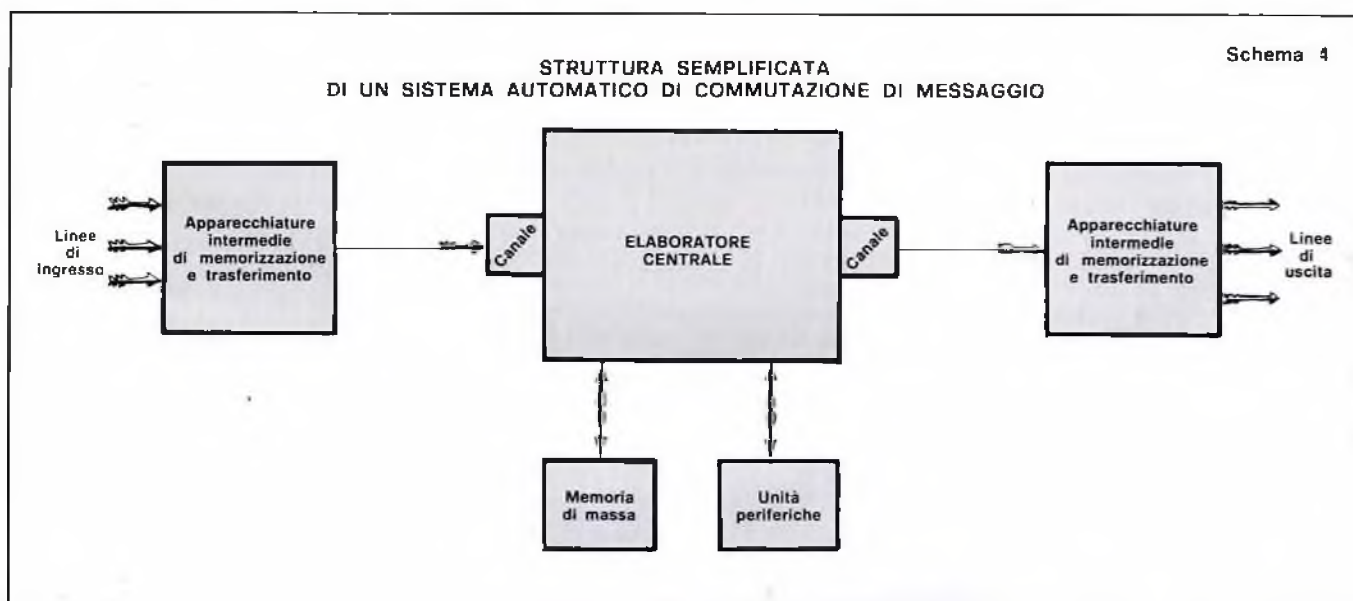 Schema 4
STRUTTURA SEMPLIFICATA
DI UN SISTEMA AUTOMATICO DI COMMUTAZIONE DI MESSAGGIO
Linee
di
ingresso
Apparecchiature
intermedie
di memorizzazione
e trasferimento
Canale
ELABORATORE
CENTRALE
Canale
Apparecchiature
intermedie
di memorizzazione
e trasferimento
Linee
di
uscita
Memoria
di massa
Unità
periferiche